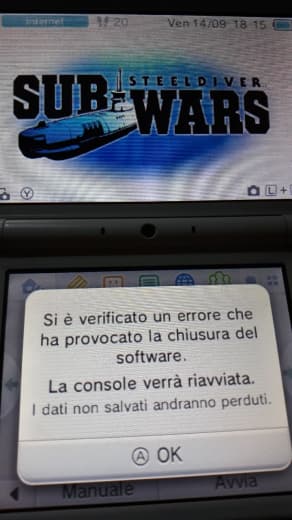 internet
20
Ven 14/09 18:15
STEELDIVER
SUB WARS
Y
L +
Si è verificato un errore che
ha provocato la chiusura del
software.
La console verrà riavviata.
I dati non salvati andranno perduti.
A OK
Manuale
Avvia